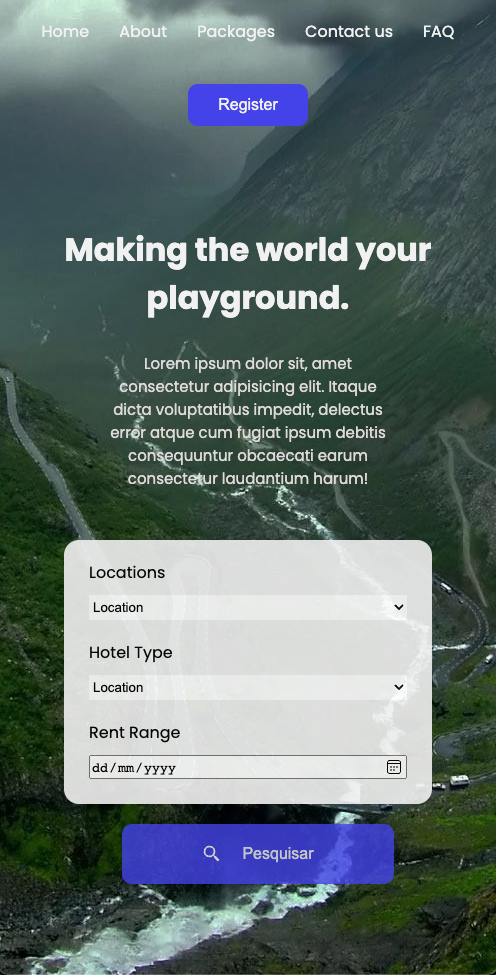 Home About Packages Contact us FAQ
Register
Making the world your
playground.
Lorem ipsum dolor sit, amet
consectetur adipisicing elit. Itaque
dicta voluptatibus impedit, delectus
error atque cum fugiat ipsum debitis
consequuntur obcaecati earum
consectetur laudantium harum!
Locations
Location
Hotel Type
Location
Rent Range
dd/mm/yyyy
Pesquisar